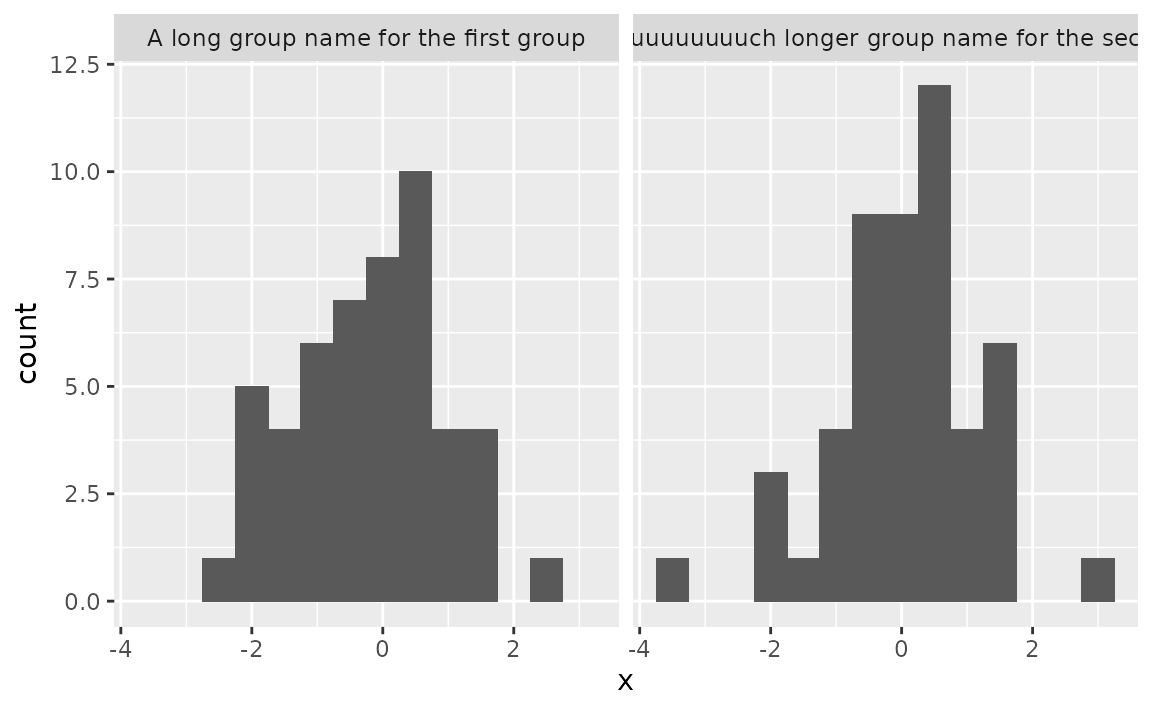 A long group name for the first group
uuuuuuuuch longer group name for the sec
12.5
10.0
7.5
5.0
2.5
0.0
count
-4 -2 0 2
-4 -2 0 2
x